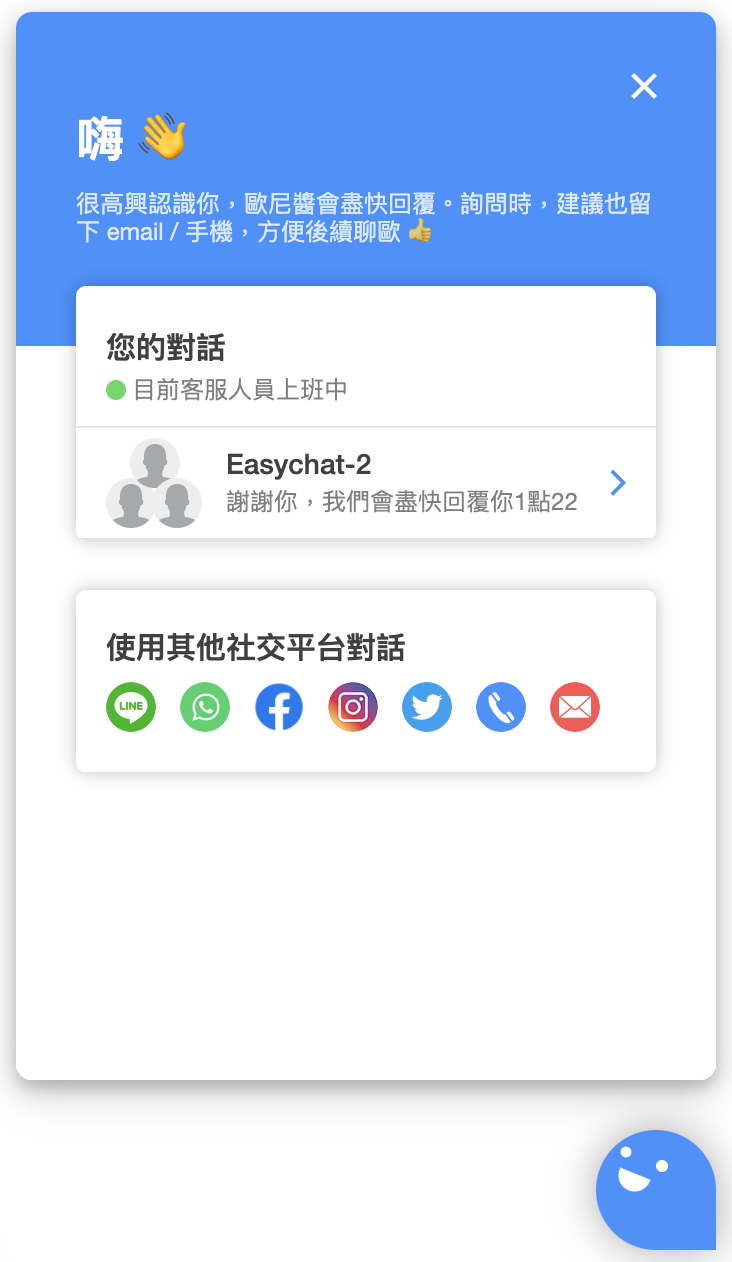 嗨 👋
很高興認識你，歐尼醬會盡快回覆。詢問時，建議也留
下 email / 手機，方便後續聊歐 👍
您的對話
目前客服人員上班中
Easychat-2
謝謝你，我們會盡快回覆你1點22
使用其他社交平台對話
LINE